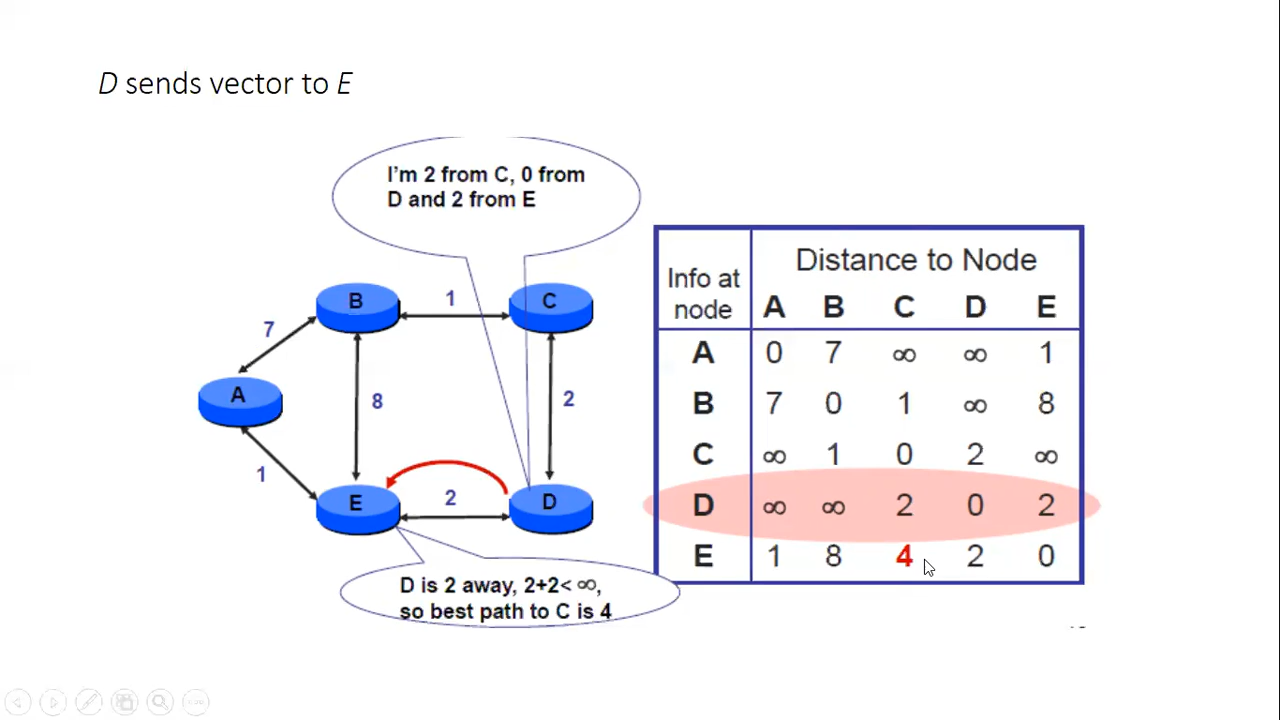 D sends vector to E
I'm 2 from C, 0 from
D and 2 from E
B
1
C
7
A
8
2
1
E
2
D
D is 2 away, 2+2< ∞,
so best path to C is 4
Info at
node
Distance to Node
A B C D E
A 0 7 ∞ ∞ 1
B 7 0 1 ∞ 8
C ∞ 1 0 2 ∞
D ∞ ∞ 2 0 2
E 1 8 4 2 0